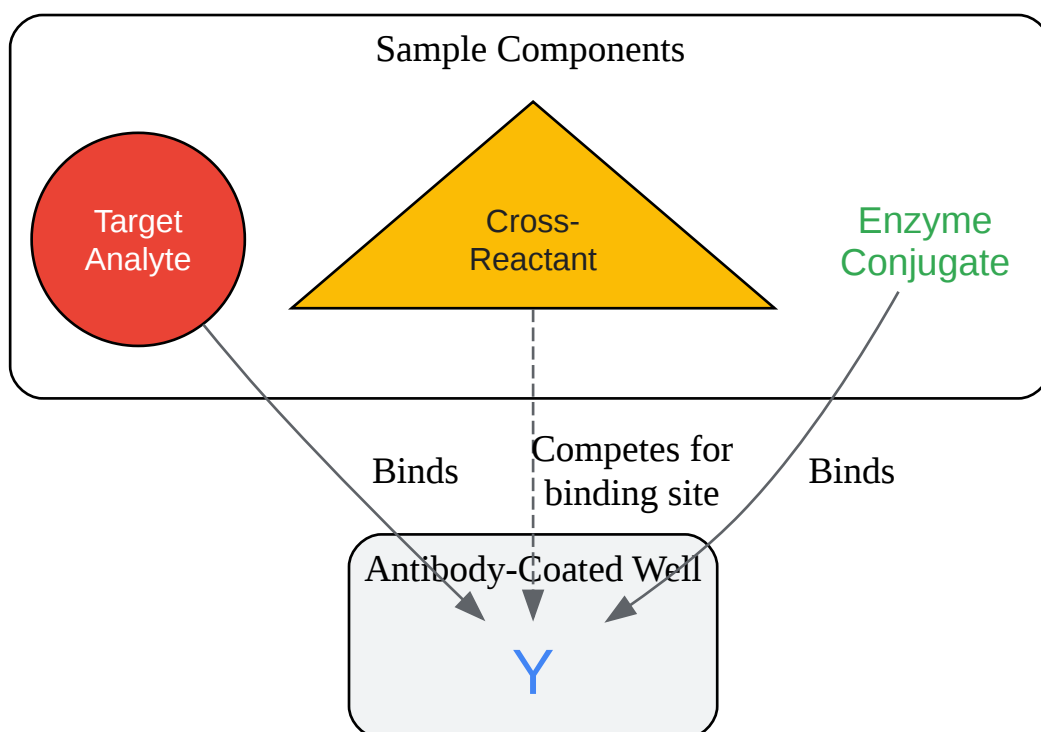 Sample Components
Target
Analyte
Cross-
Reactant
Enzyme
Conjugate
Binds
Competes for
binding site
Binds
Antibody-Coated Well
Y